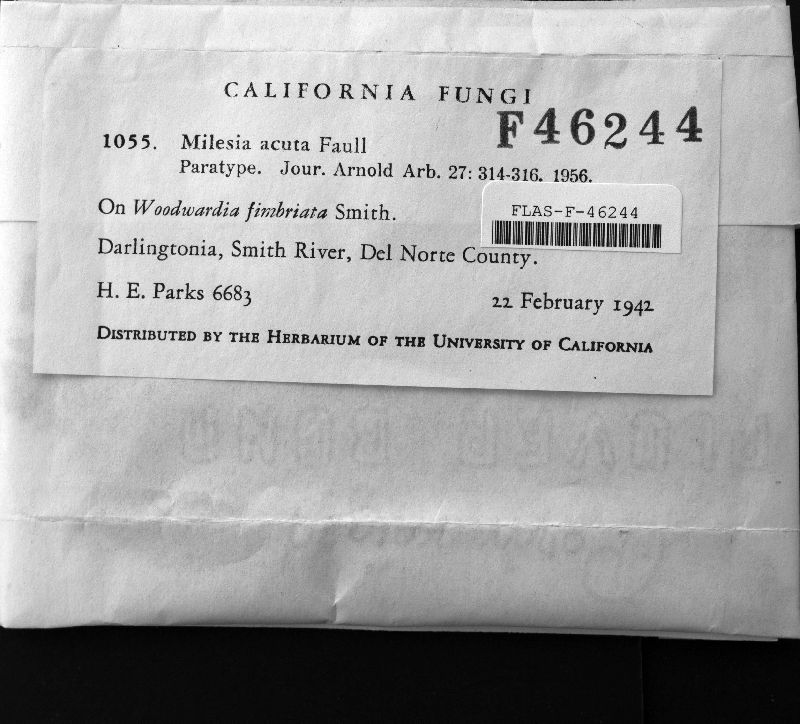 CALIFORNIA FUNGI
F46244
1055. Milesia acuta Faull
Paratype. Jour. Arnold Arb. 27: 314-316. 1956.
On Woodwardia fimbriata Smith.
FLAS-F-46244
Darlingtonia, Smith River, Del Norte County.
H. E. Parks 6683 22 February 1942
DISTRIBUTED BY THE HERBARIUM OF THE UNIVERSITY OF CALIFORNIA